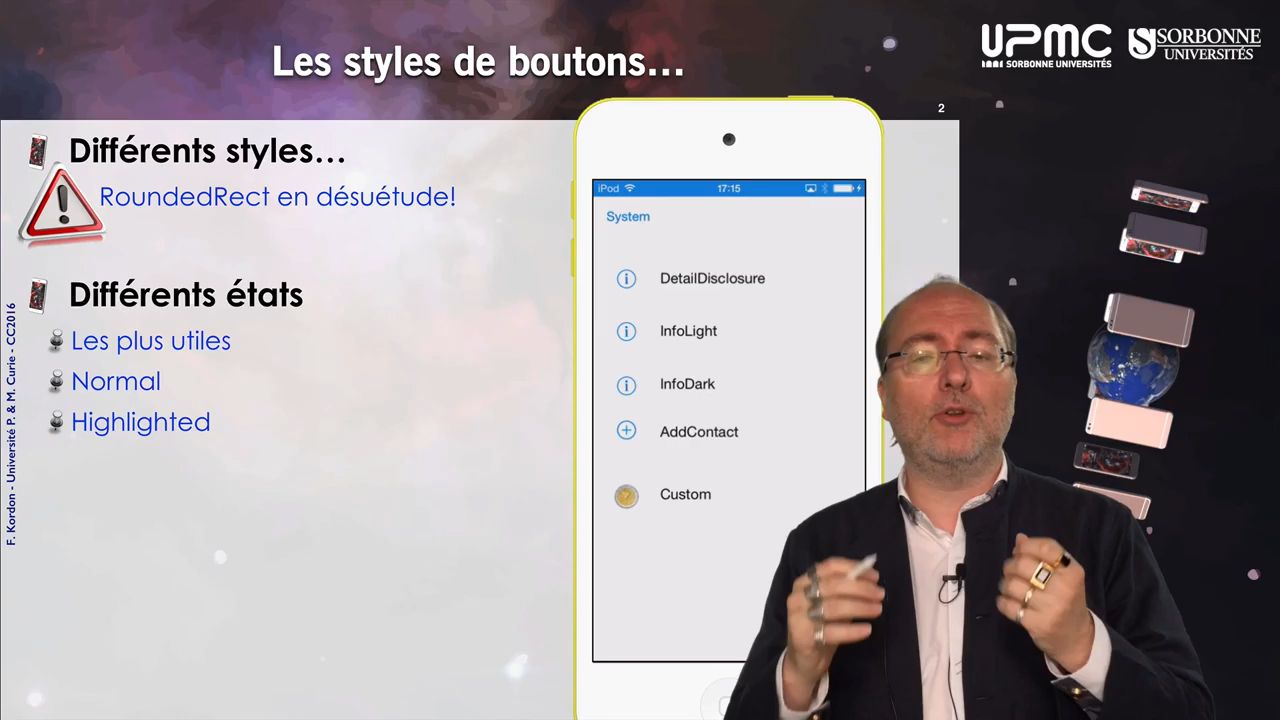 Les styles de boutons...
UPMC
SORBONNE UNIVERSITÉS
SORBONNE
UNIVERSITÉS
2
Différents styles...
RoundedRect en désuétude!
Différents états
Les plus utiles
Normal
Highlighted
F. Kordon - Université P. & M. Curie - CC2016
iPod 17:15
System
DetailDisclosure
InfoLight
InfoDark
AddContact
Custom